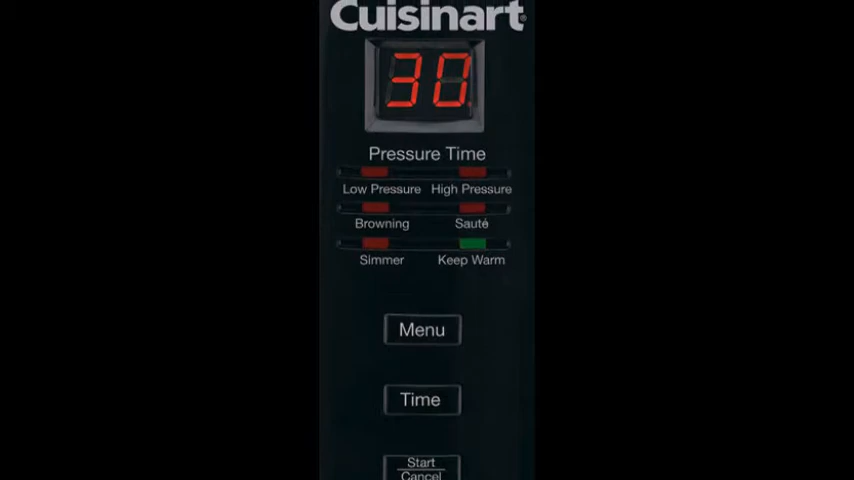 Cuisinart®
30
Pressure Time
Low Pressure High Pressure
Browning Sauté
Simmer Keep Warm
Menu
Time
Start
Cancel